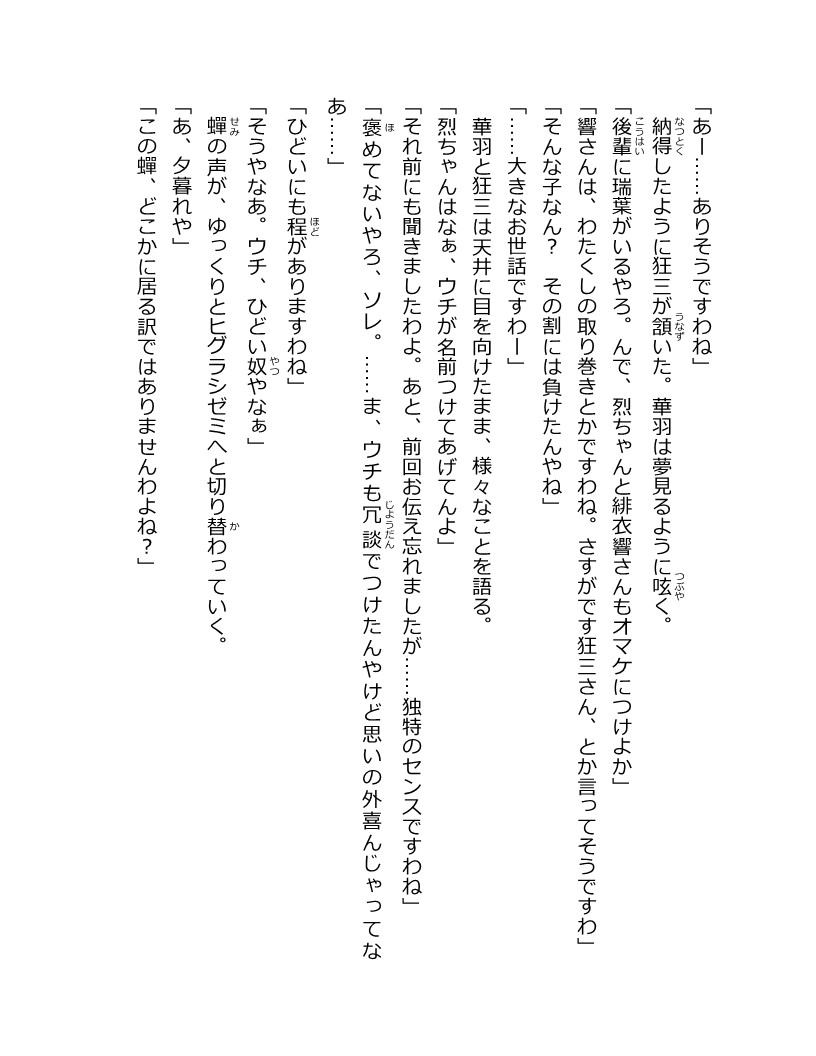 「あー……ありそうですわね」
納得したように狂三が頷いた。華羽は夢見るように呟く。
「後輩に瑞葉がいるやろ。んで、烈ちゃんと緋衣響さんもオマケにつけよか」
「響さんは、わたくしの取り巻きとかですわね。さすがです狂三さん、とか言ってそうですわ」
「そんな子なん？　その割には負けたんやね」
「……大きなお世話ですわー」
華羽と狂三は天井に目を向けたまま、様々なことを語る。
「烈ちゃんはなぁ、ウチが名前つけてあげてんよ」
「それ前にも聞きましたわよ。あと、前回お伝え忘れましたが……独特のセンスですわね」
「褒めてないやろ、ソレ。……ま、ウチも冗談でつけたんやけど思いの外喜んじゃってな
あ……」
「ひどいにも程がありますわね」
「そうやなあ。ウチ、ひどい奴やなぁ」
蟬の声が、ゆっくりとヒグラシゼミへと切り替わっていく。
「あ、夕暮れや」
「この蟬、どこかに居る訳ではありませんわよね？」